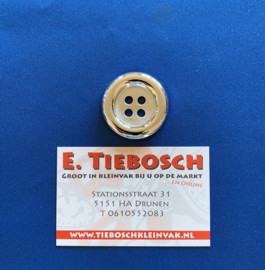 E. TIEBOSCH
GROOT IN KLEINVAK BIJ U OP DE MARKT
EN ONLINE
STATIONSSTRAAT 31
5151 HA DRUNEN
T 0610552083
WWW.TIEBOSCHKLEINVAK.NL